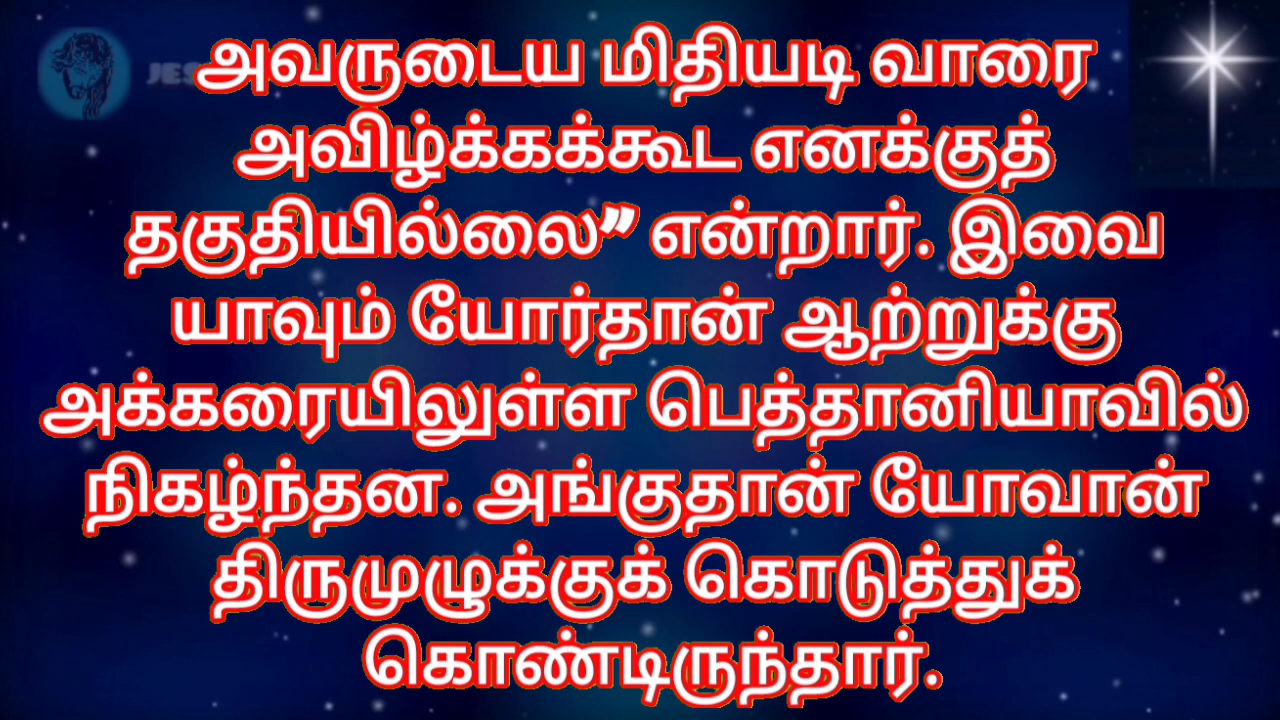 அவருடைய மிதியடி வாரை
அவிழ்க்கக்கூட எனக்குத்
தகுதியில்லை” என்றார். இவை
யாவும் யோர்தான் ஆற்றுக்கு
அக்கரையிலுள்ள பெத்தானியாவில்
நிகழ்ந்தன. அங்குதான் யோவான்
திருமுழுக்குக் கொடுத்துக்
கொண்டிருந்தார்.